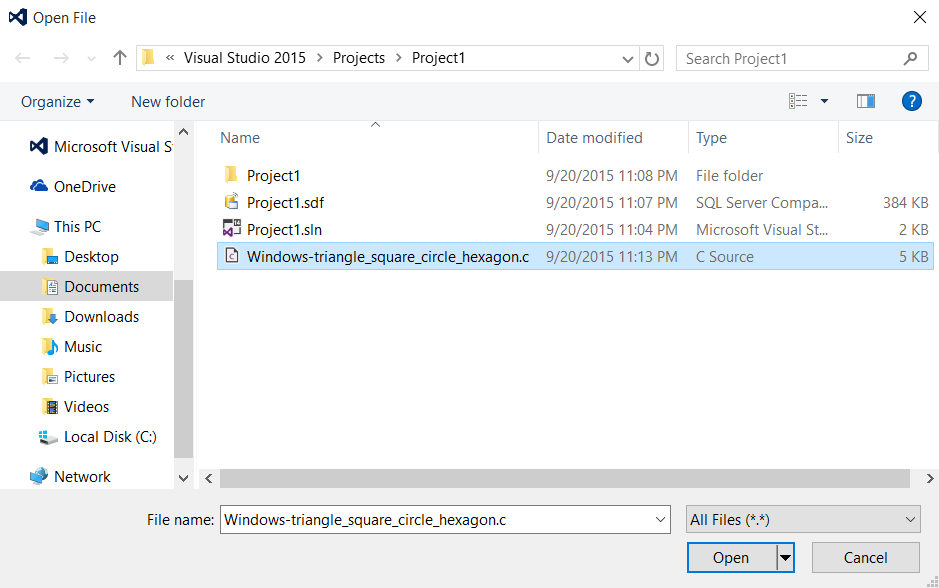 Open File
« Visual Studio 2015 > Projects > Project1
Search Project1
Organize
New folder
?
Name Date modified Type Size
Microsoft Visual S
OneDrive
This PC
Desktop
Documents
Downloads
Music
Pictures
Videos
Local Disk (C:)
Network
Project1 9/20/2015 11:08 PM File folder
Project1.sdf 9/20/2015 11:07 PM SQL Server Compa... 384 KB
Project1.sln 9/20/2015 11:04 PM Microsoft Visual St... 2 KB
Windows-triangle_square_circle_hexagon.c 9/20/2015 11:13 PM C Source 5 KB
File name: Windows-triangle_square_circle_hexagon.c All Files (*.*)
Open Cancel